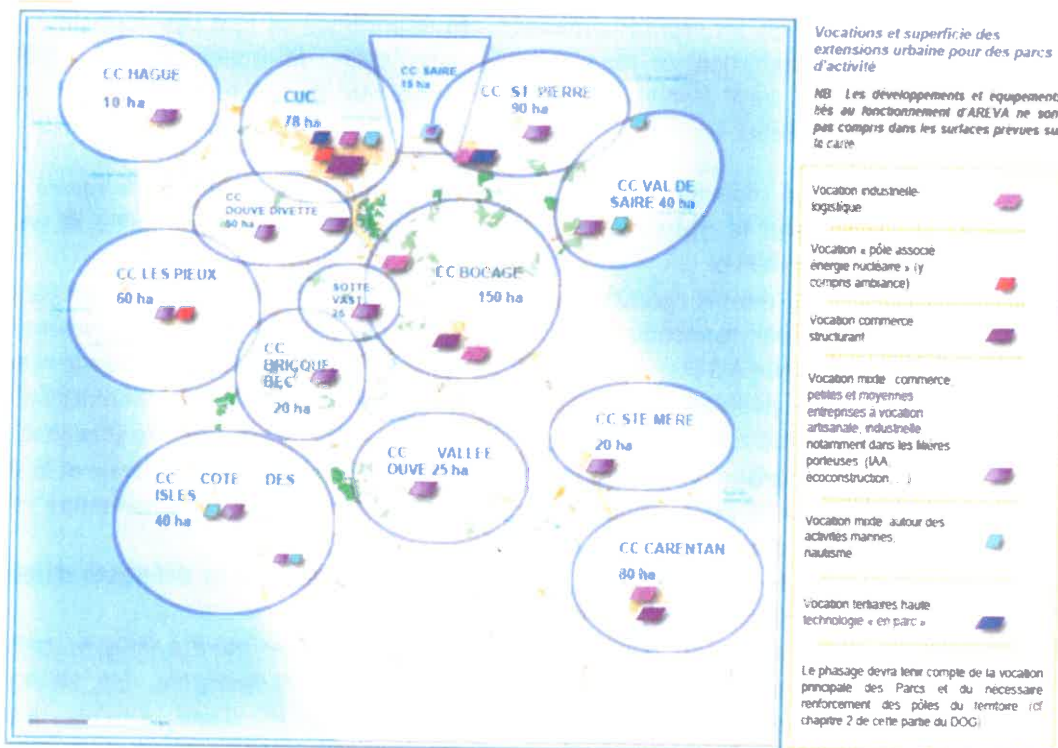 CC HAGUE
10 ha
CUC
78 ha
CC SAIRE
CC ST PIERRE
90 ha
CC VAL DE
SAIRE 40 ha
CC
DOUVE DIVETTE
CC LES PIEUX
60 ha
SOTTE-
VAST
CC BOCAGE
150 ha
CC
BRICQUE
BEC
20 ha
CC VALLEE
OUVE 25 ha
CC STE MERE
20 ha
CC COTE DES
ISLES
40 ha
CC CARENTAN
80 ha
Vocations et superficie des
extensions urbaine pour des parcs
d'activité
NB Les développements et équipements
liés au fonctionnement d'AREVA ne sont
pas compris dans les surfaces prévues sur
la carte
Vocation industrielle-
logistique
Vocation « pôle associé
énergie nucléaire » (y
compris ambiance)
Vocation commerce
structurant
Vocation mixte commerce,
petites et moyennes
entreprises à vocation
artisanale, industrielle
notamment dans les filières
porteuses (IAA,
écoconstruction, ...)
Vocation mixte autour des
activités marines,
nautisme
Vocation tertiaires haute
technologie « en parc »
Le phasage devra tenir compte de la vocation
principale des Parcs et du nécessaire
renforcement des pôles du territoire (cf
chapitre 2 de cette partie du DOG)